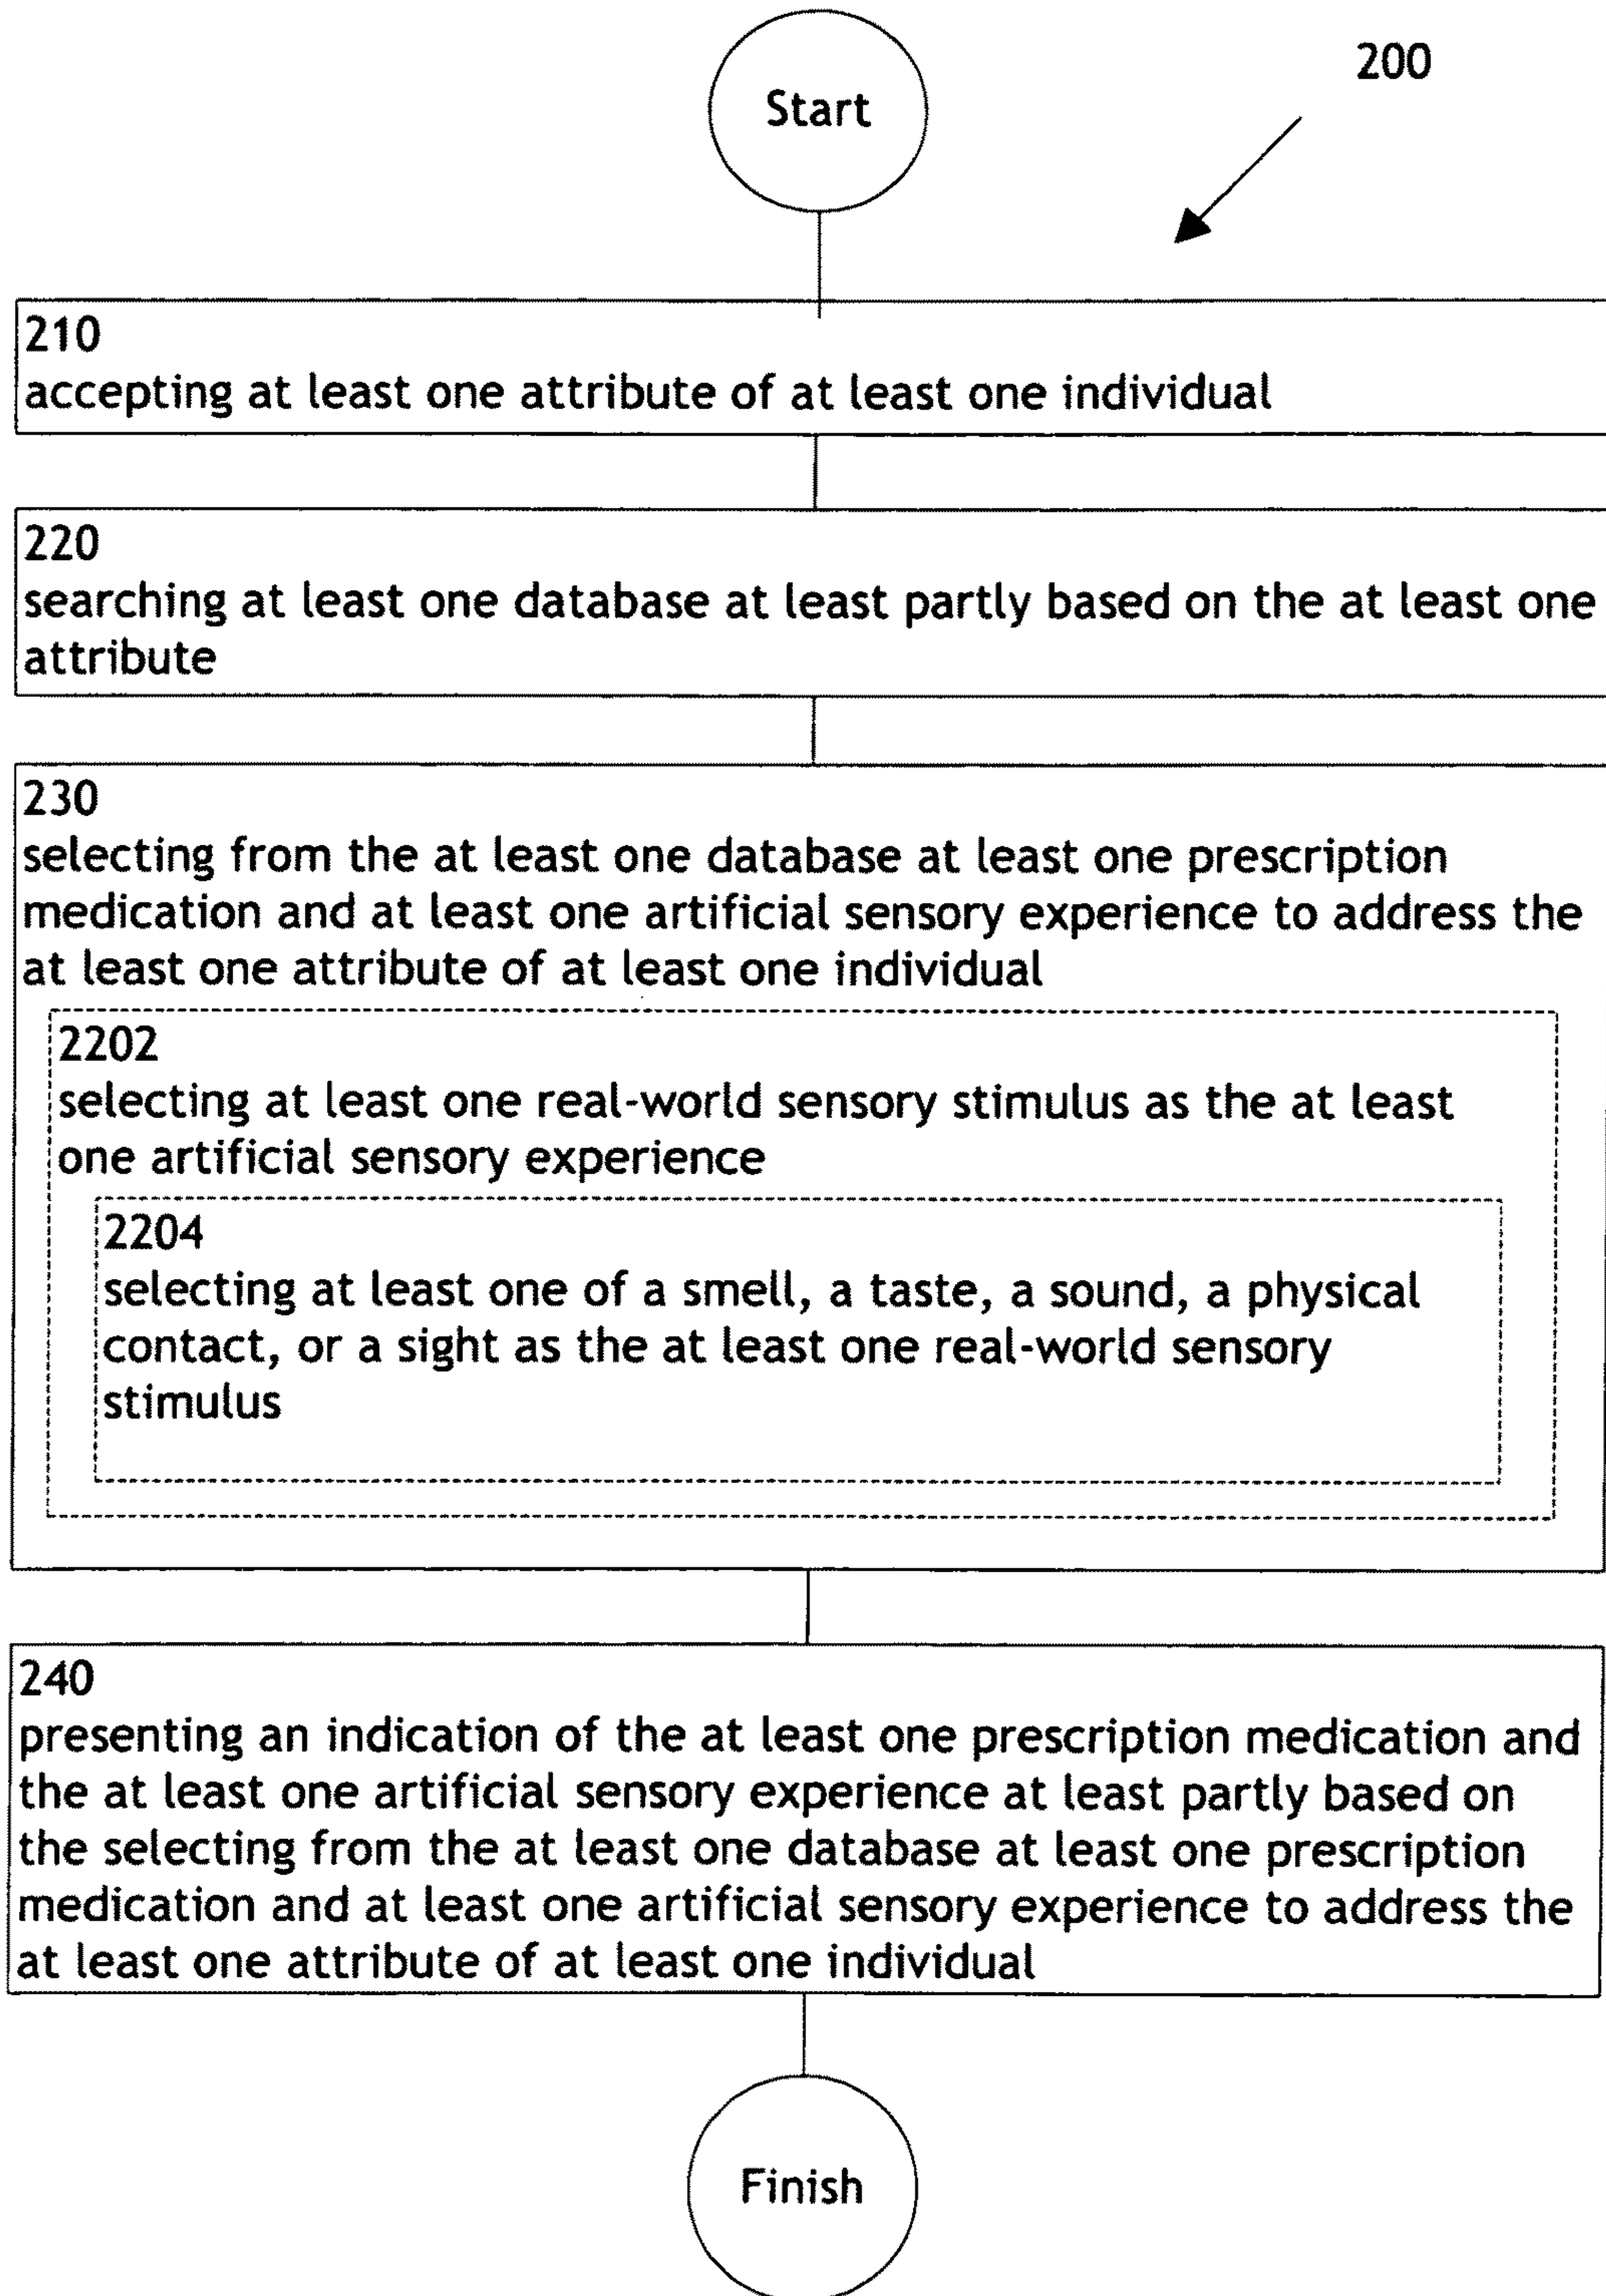 Start
200
210
accepting at least one attribute of at least one individual
220
searching at least one database at least partly based on the at least one
attribute
230
selecting from the at least one database at least one prescription
medication and at least one artificial sensory experience to address the
at least one attribute of at least one individual
2202
selecting at least one real-world sensory stimulus as the at least
one artificial sensory experience
2204
selecting at least one of a smell, a taste, a sound, a physical
contact, or a sight as the at least one real-world sensory
stimulus
240
presenting an indication of the at least one prescription medication and
the at least one artificial sensory experience at least partly based on
the selecting from the at least one database at least one prescription
medication and at least one artificial sensory experience to address the
at least one attribute of at least one individual
Finish